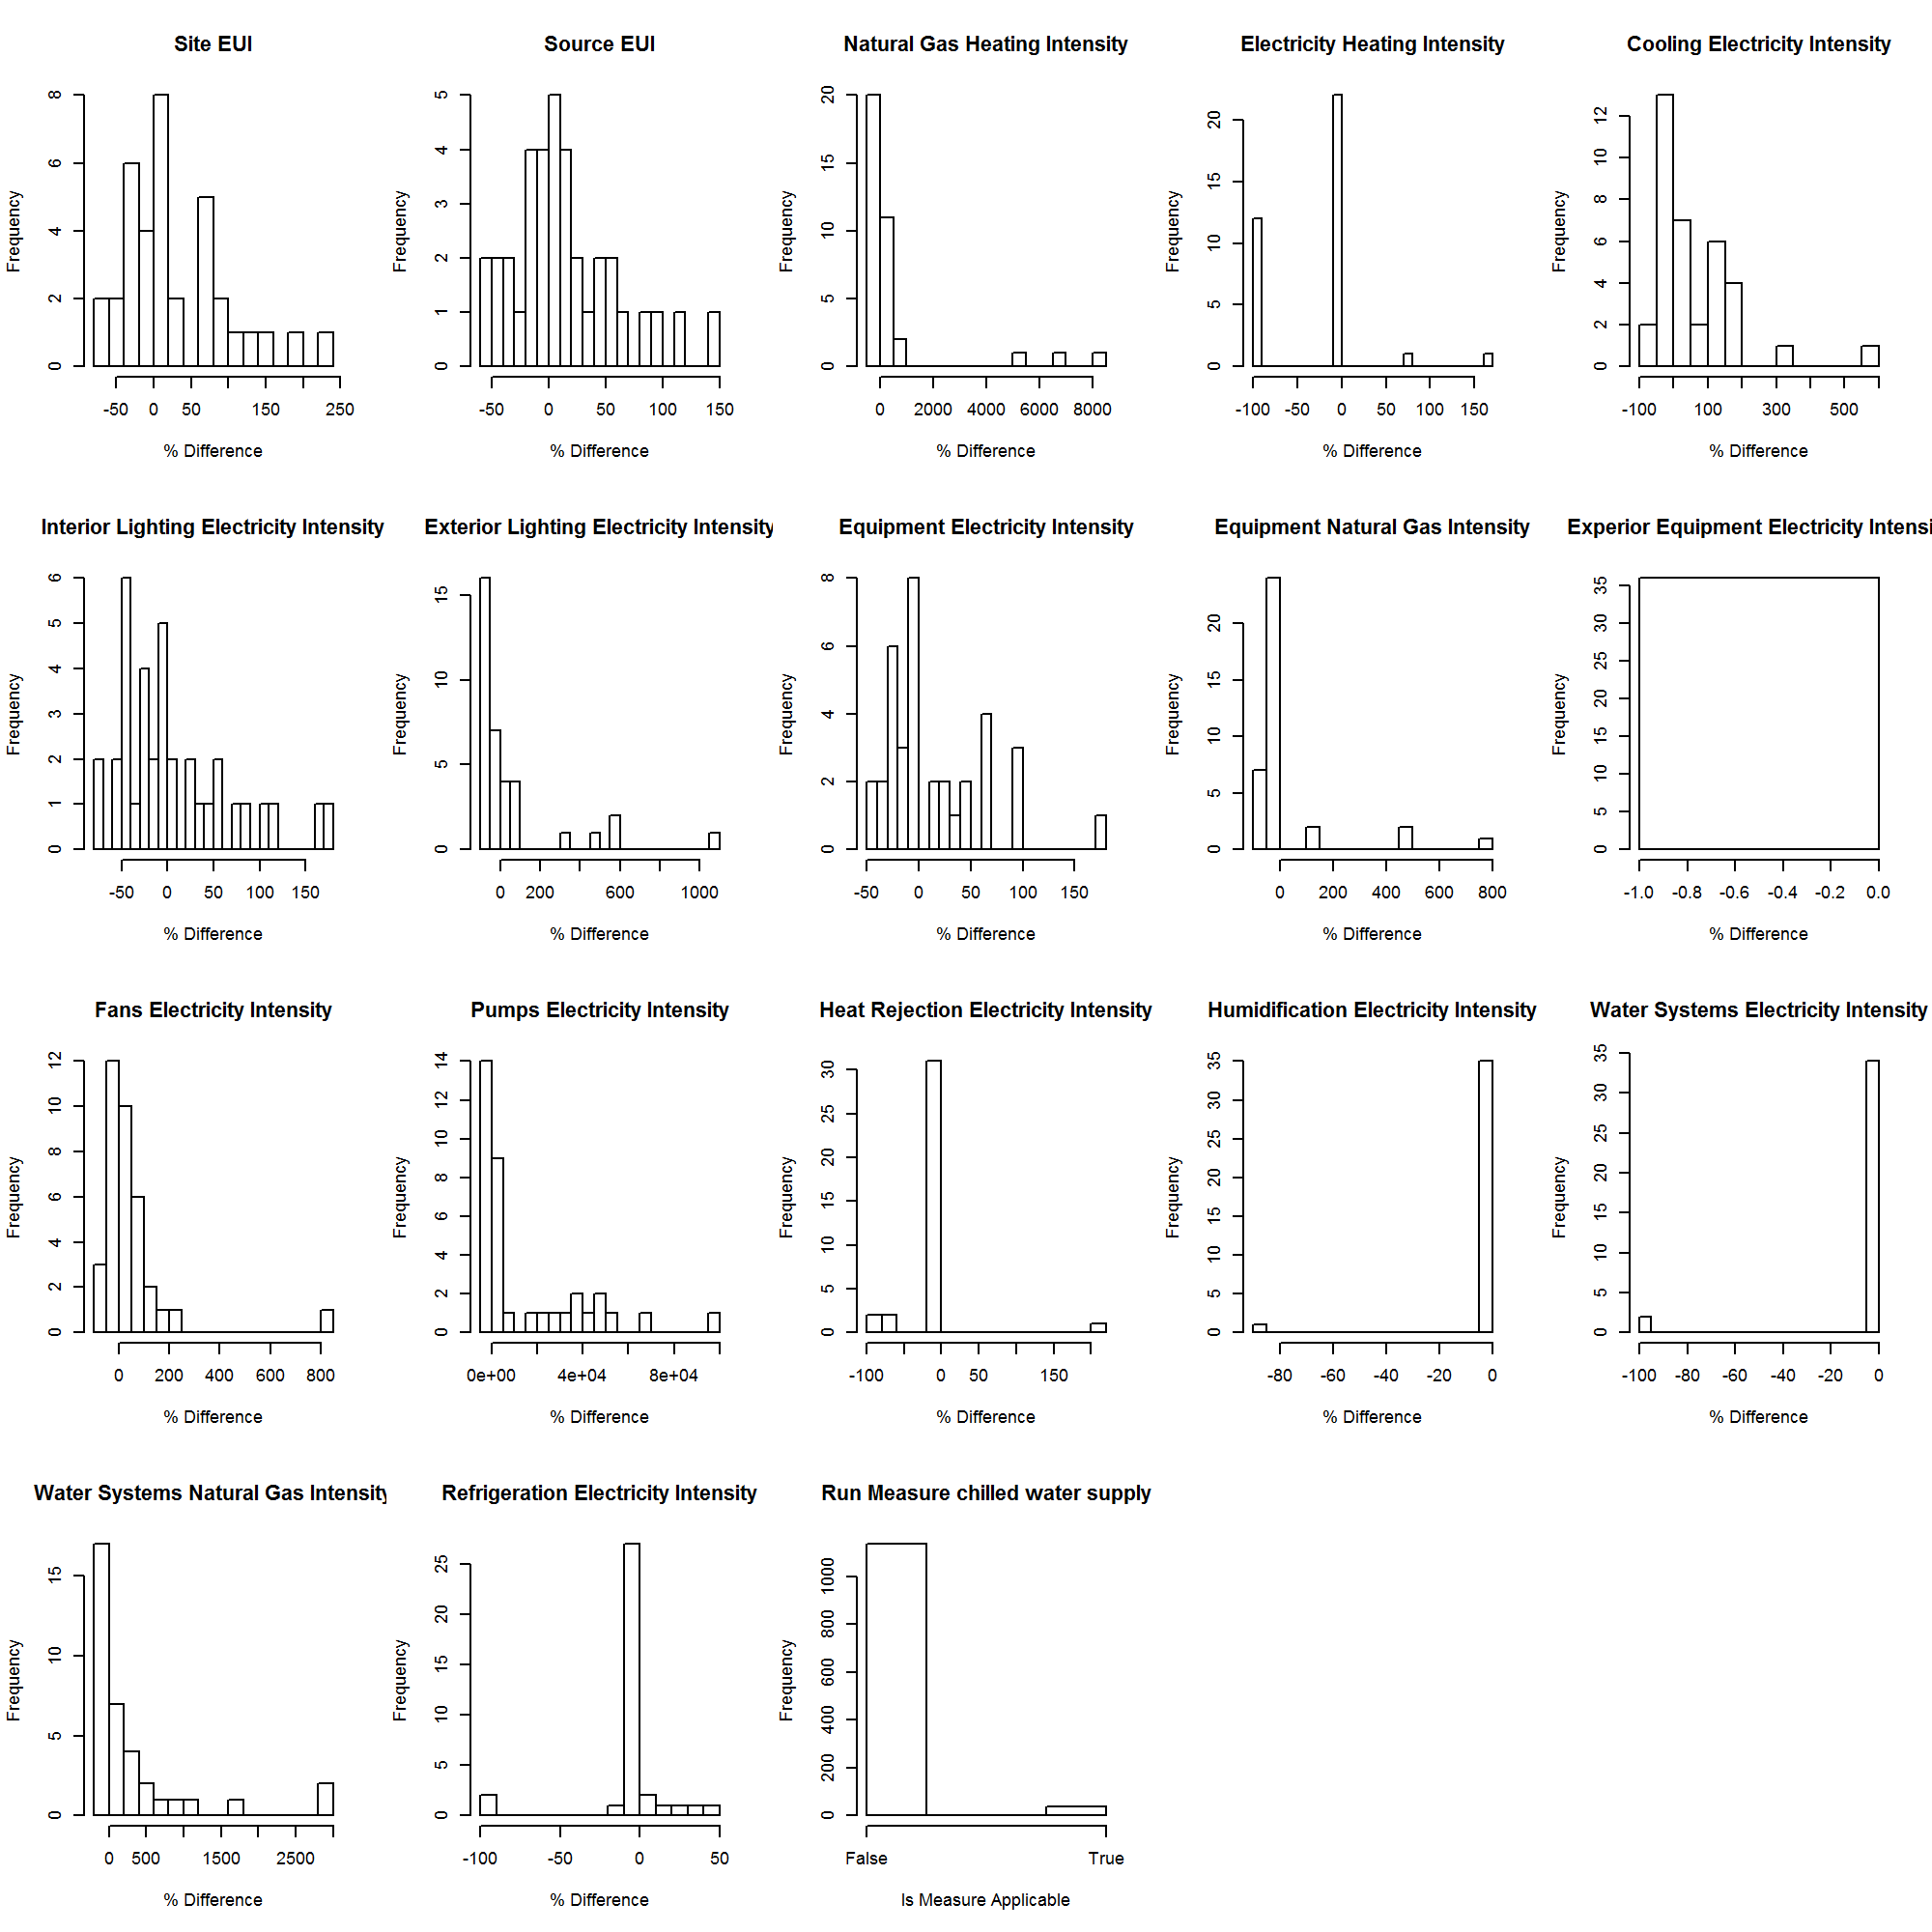 Site EUI
8
6
4
2
0
Frequency
-50 0 50 150 250
% Difference
Source EUI
5
4
3
2
1
0
Frequency
-50 0 50 100 150
% Difference
Natural Gas Heating Intensity
20
15
10
5
0
Frequency
0 2000 4000 6000 8000
% Difference
Electricity Heating Intensity
20
15
10
5
0
Frequency
-100 -50 0 50 100 150
% Difference
Cooling Electricity Intensity
12
10
8
6
4
2
0
Frequency
-100 100 300 500
% Difference
Interior Lighting Electricity Intensity
6
5
4
3
2
1
0
Frequency
-50 0 50 100 150
% Difference
Exterior Lighting Electricity Intensity
15
10
5
0
Frequency
0 200 600 1000
% Difference
Equipment Electricity Intensity
8
6
4
2
0
Frequency
-50 0 50 100 150
% Difference
Equipment Natural Gas Intensity
20
15
10
5
0
Frequency
0 200 400 600 800
% Difference
Experior Equipment Electricity Intensi
35
30
25
20
15
10
5
0
Frequency
-1.0 -0.8 -0.6 -0.4 -0.2 0.0
% Difference
Fans Electricity Intensity
12
10
8
6
4
2
0
Frequency
0 200 400 600 800
% Difference
Pumps Electricity Intensity
14
12
10
8
6
4
2
0
Frequency
0e+00 4e+04 8e+04
% Difference
Heat Rejection Electricity Intensity
30
25
20
15
10
5
0
Frequency
-100 0 50 150
% Difference
Humidification Electricity Intensity
35
30
25
20
15
10
5
0
Frequency
-80 -60 -40 -20 0
% Difference
Water Systems Electricity Intensity
35
30
25
20
15
10
5
0
Frequency
-100 -80 -60 -40 -20 0
% Difference
Water Systems Natural Gas Intensity
15
10
5
0
Frequency
0 500 1500 2500
% Difference
Refrigeration Electricity Intensity
25
20
15
10
5
0
Frequency
-100 -50 0 50
% Difference
Run Measure chilled water supply
1000
800
600
400
200
0
Frequency
False True
Is Measure Applicable